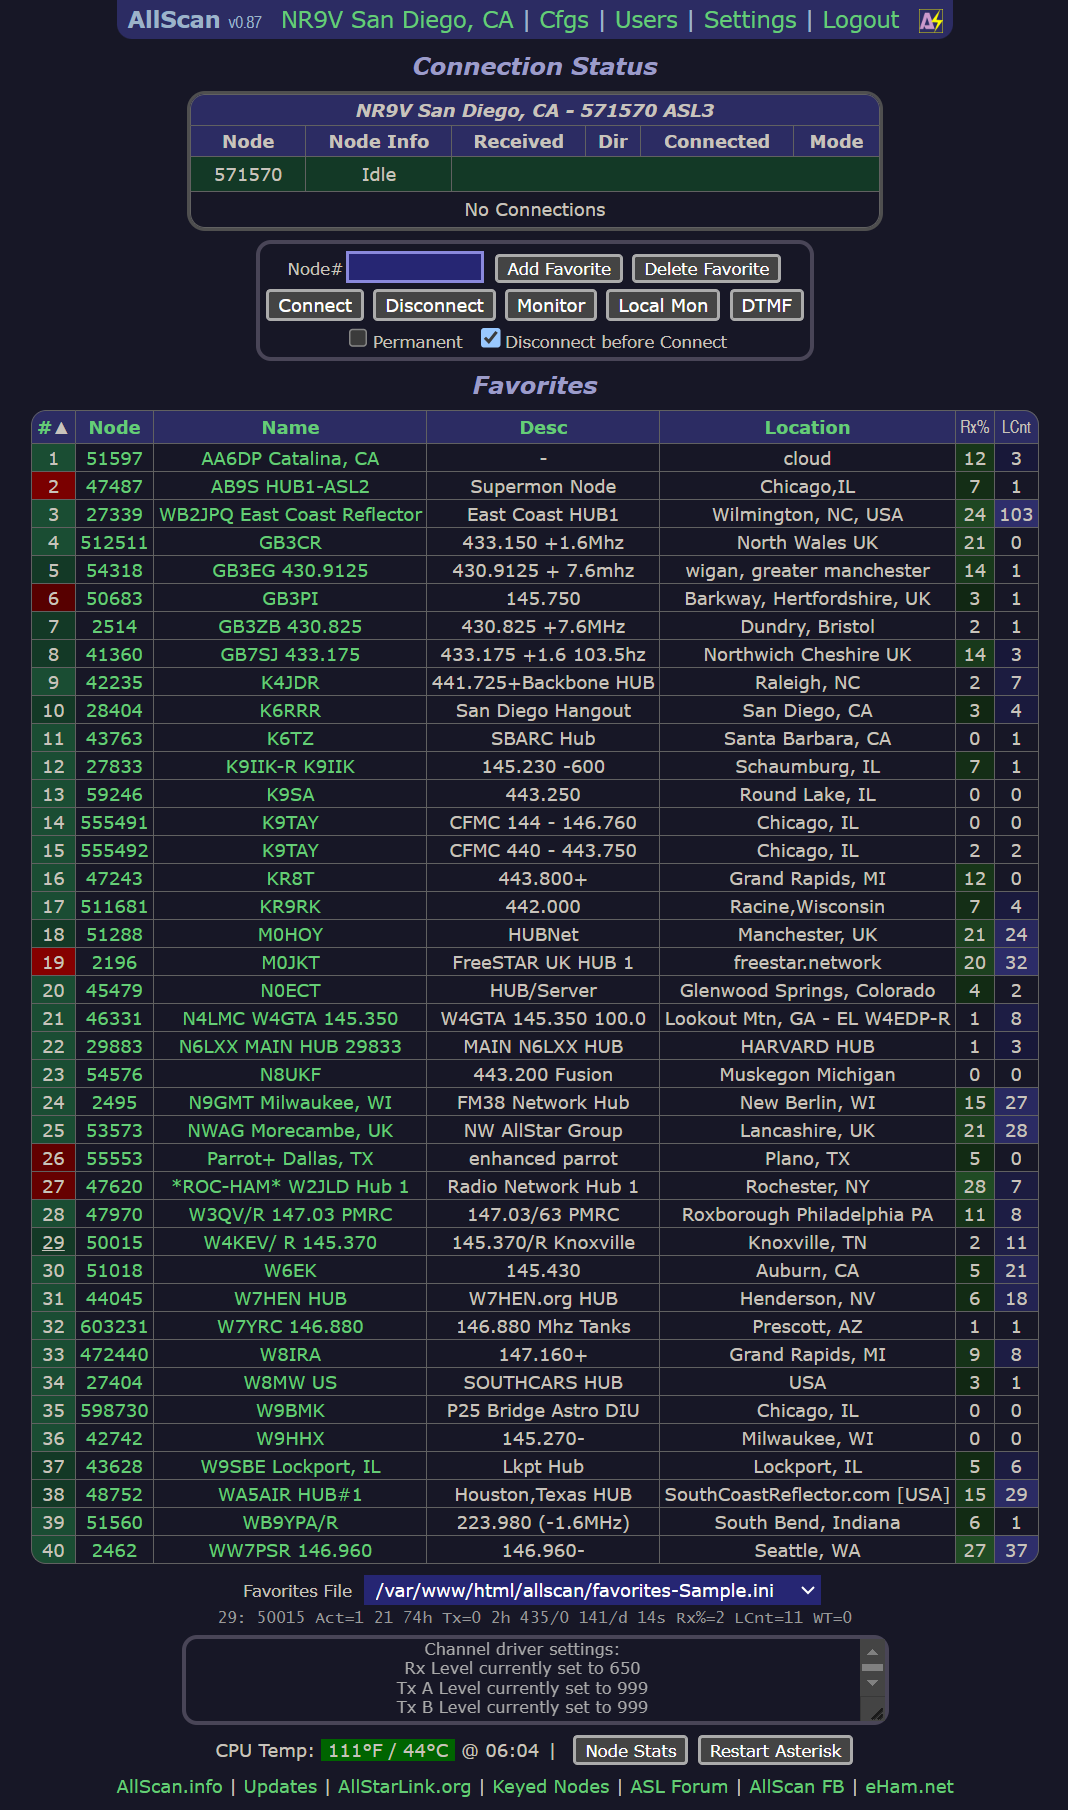 AllScan v0.87 NR9V San Diego, CA | Cfgs | Users | Settings | Logout
Connection Status
NR9V San Diego, CA - 571570 ASL3
Node Node Info Received Dir Connected Mode
571570 Idle
No Connections
Node# Add Favorite Delete Favorite
Connect Disconnect Monitor Local Mon DTMF
Permanent Disconnect before Connect
Favorites
#▲ Node Name Desc Location Rx% LCnt
1 51597 AA6DP Catalina, CA - cloud 12 3
2 47487 AB9S HUB1-ASL2 Supermon Node Chicago,IL 7 1
3 27339 WB2JPQ East Coast Reflector East Coast HUB1 Wilmington, NC, USA 24 103
4 512511 GB3CR 433.150 +1.6Mhz North Wales UK 21 0
5 54318 GB3EG 430.9125 430.9125 + 7.6mhz wigan, greater manchester 14 1
6 50683 GB3PI 145.750 Barkway, Hertfordshire, UK 3 1
7 2514 GB3ZB 430.825 430.825 +7.6MHz Dundry, Bristol 2 1
8 41360 GB7SJ 433.175 433.175 +1.6 103.5hz Northwich Cheshire UK 14 3
9 42235 K4JDR 441.725+Backbone HUB Raleigh, NC 2 7
10 28404 K6RRR San Diego Hangout San Diego, CA 3 4
11 43763 K6TZ SBARC Hub Santa Barbara, CA 0 1
12 27833 K9IIK-R K9IIK 145.230 -600 Schaumburg, IL 7 1
13 59246 K9SA 443.250 Round Lake, IL 0 0
14 555491 K9TAY CFMC 144 - 146.760 Chicago, IL 0 0
15 555492 K9TAY CFMC 440 - 443.750 Chicago, IL 2 2
16 47243 KR8T 443.800+ Grand Rapids, MI 12 0
17 511681 KR9RK 442.000 Racine,Wisconsin 7 4
18 51288 M0HOY HUBNet Manchester, UK 21 24
19 2196 M0JKT FreeSTAR UK HUB 1 freestar.network 20 32
20 45479 N0ECT HUB/Server Glenwood Springs, Colorado 4 2
21 46331 N4LMC W4GTA 145.350 W4GTA 145.350 100.0 Lookout Mtn, GA - EL W4EDP-R 1 8
22 29883 N6LXX MAIN HUB 29833 MAIN N6LXX HUB HARVARD HUB 1 3
23 54576 N8UKF 443.200 Fusion Muskegon Michigan 0 0
24 2495 N9GMT Milwaukee, WI FM38 Network Hub New Berlin, WI 15 27
25 53573 NWAG Morecambe, UK NW AllStar Group Lancashire, UK 21 28
26 55553 Parrot+ Dallas, TX enhanced parrot Plano, TX 5 0
27 47620 *ROC-HAM* W2JLD Hub 1 Radio Network Hub 1 Rochester, NY 28 7
28 47970 W3QV/R 147.03 PMRC 147.03/63 PMRC Roxborough Philadelphia PA 11 8
29 50015 W4KEV/ R 145.370 145.370/R Knoxville Knoxville, TN 2 11
30 51018 W6EK 145.430 Auburn, CA 5 21
31 44045 W7HEN HUB W7HEN.org HUB Henderson, NV 6 18
32 603231 W7YRC 146.880 146.880 Mhz Tanks Prescott, AZ 1 1
33 472440 W8IRA 147.160+ Grand Rapids, MI 9 8
34 27404 W8MW US SOUTHCARS HUB USA 3 1
35 598730 W9BMK P25 Bridge Astro DIU Chicago, IL 0 0
36 42742 W9HHX 145.270- Milwaukee, WI 0 0
37 43628 W9SBE Lockport, IL Lkpt Hub Lockport, IL 5 6
38 48752 WA5AIR HUB#1 Houston,Texas HUB SouthCoastReflector.com [USA] 15 29
39 51560 WB9YPA/R 223.980 (-1.6MHz) South Bend, Indiana 6 1
40 2462 WW7PSR 146.960 146.960- Seattle, WA 27 37
Favorites File /var/www/html/allscan/favorites-Sample.ini
29: 50015 Act=1 21 74h Tx=0 2h 435/0 141/d 14s Rx%=2 LCnt=11 WT=0
Channel driver settings:
Rx Level currently set to 650
Tx A Level currently set to 999
Tx B Level currently set to 999
CPU Temp: 111°F / 44°C @ 06:04 | Node Stats Restart Asterisk
AllScan.info | Updates | AllStarLink.org | Keyed Nodes | ASL Forum | AllScan FB | eHam.net